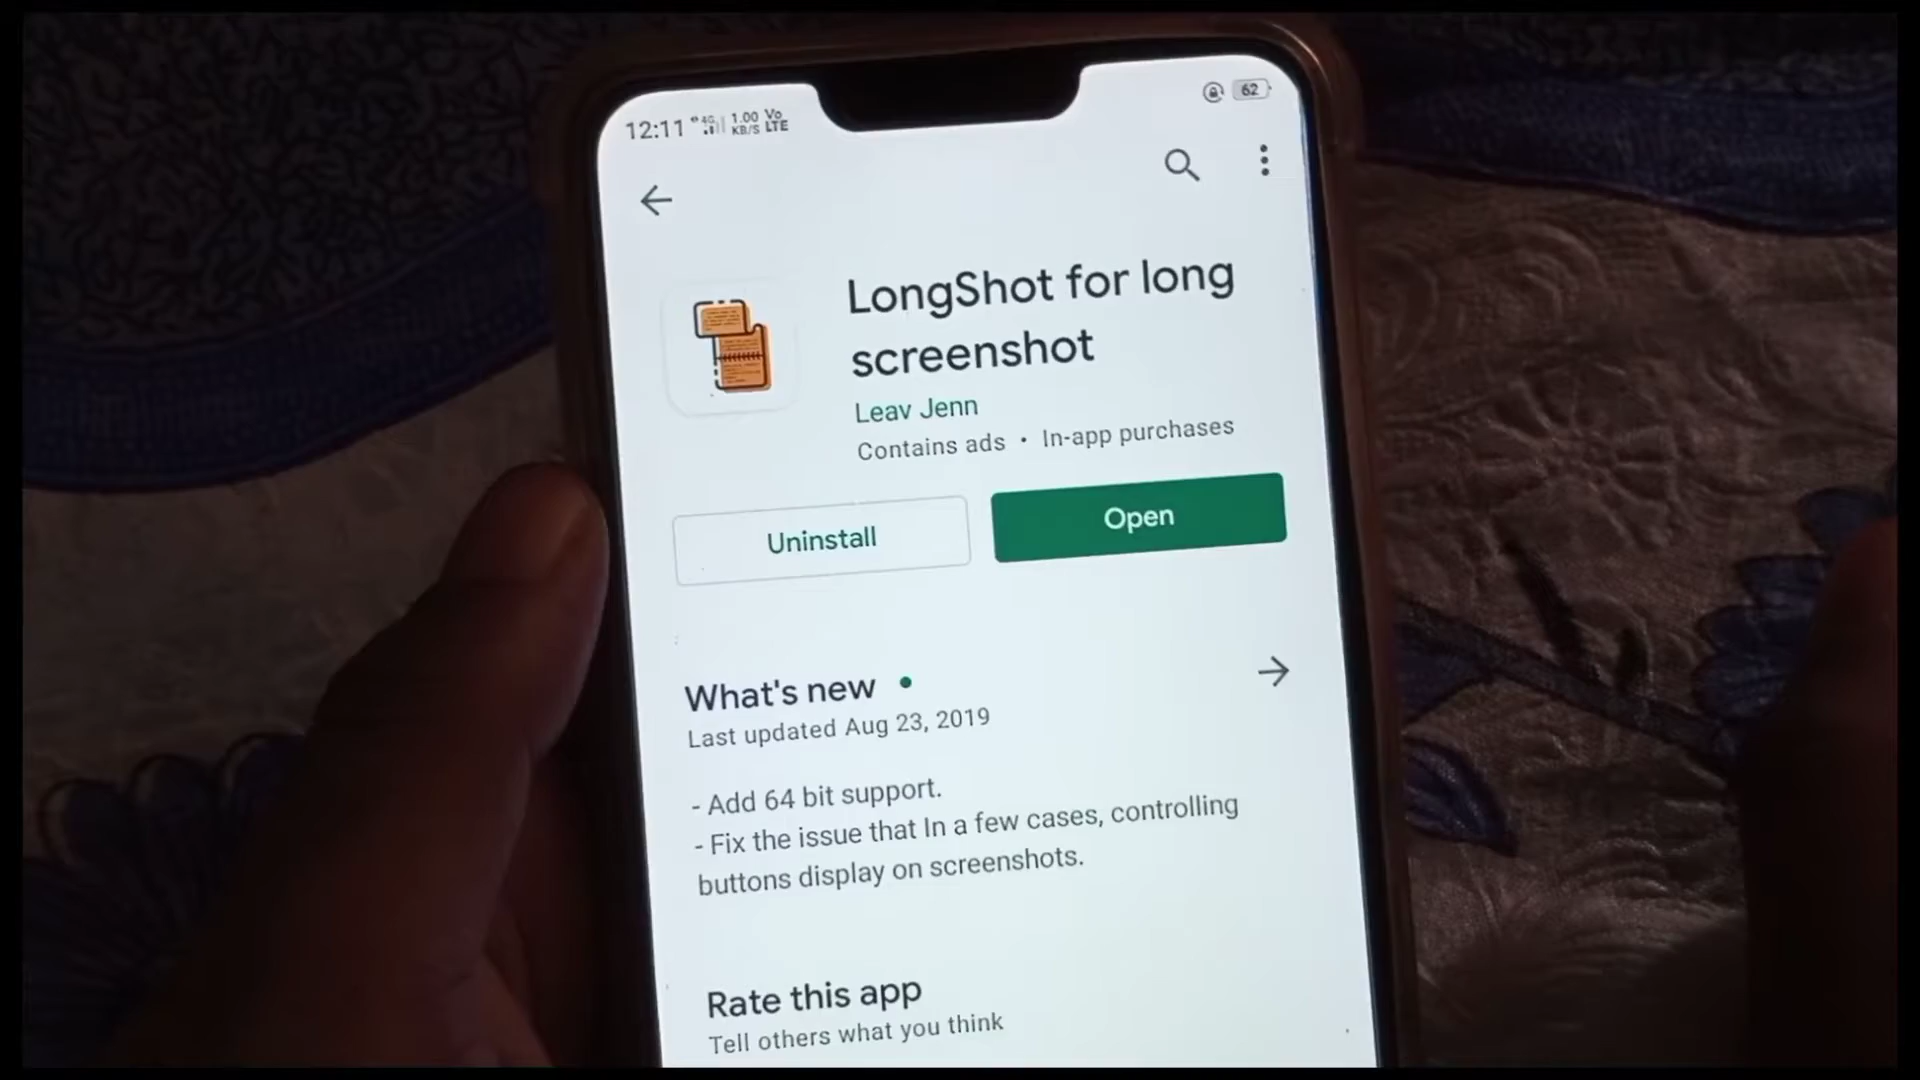 12:11 4G 1.00 KB/S Vo LTE 62
LongShot for long
screenshot
Leav Jenn
Contains ads • In-app purchases
Uninstall Open
What's new •
Last updated Aug 23, 2019
- Add 64 bit support.
- Fix the issue that In a few cases, controlling
buttons display on screenshots.
Rate this app
Tell others what you think